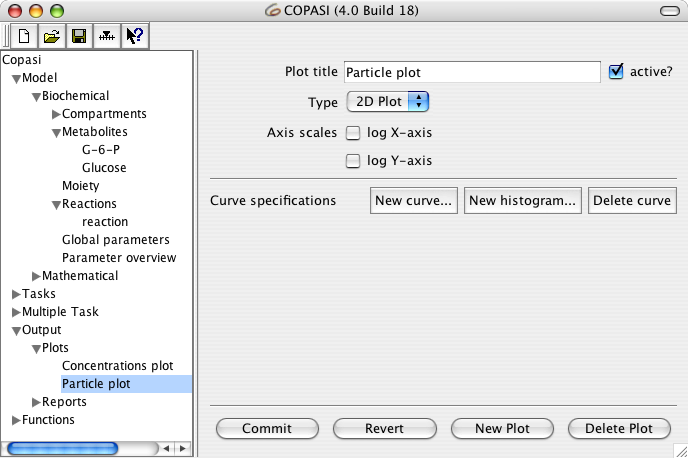 COPASI (4.0 Build 18)
Copasi
Model
Biochemical
Compartments
Metabolites
G-6-P
Glucose
Moiety
Reactions
reaction
Global parameters
Parameter overview
Mathematical
Tasks
Multiple Task
Output
Plots
Concentrations plot
Particle plot
Reports
Functions
Plot title Particle plot active?
Type 2D Plot
Axis scales log X-axis
log Y-axis
Curve specifications New curve... New histogram... Delete curve
Commit Revert New Plot Delete Plot